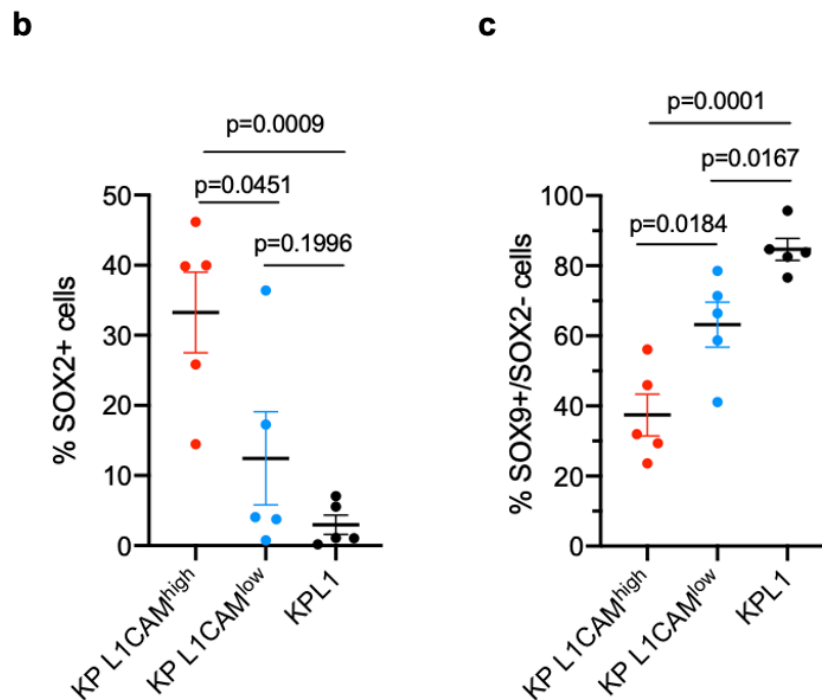 b
p=0.0009
p=0.0451
p=0.1996
50
40
30
20
10
0
% SOX2+ cells
KP L1CAMhigh
KP L1CAMlow
KPL1
c
p=0.0001
p=0.0167
p=0.0184
100
80
60
40
20
0
% SOX9+/SOX2- cells
KP L1CAMhigh
KP L1CAMlow
KPL1